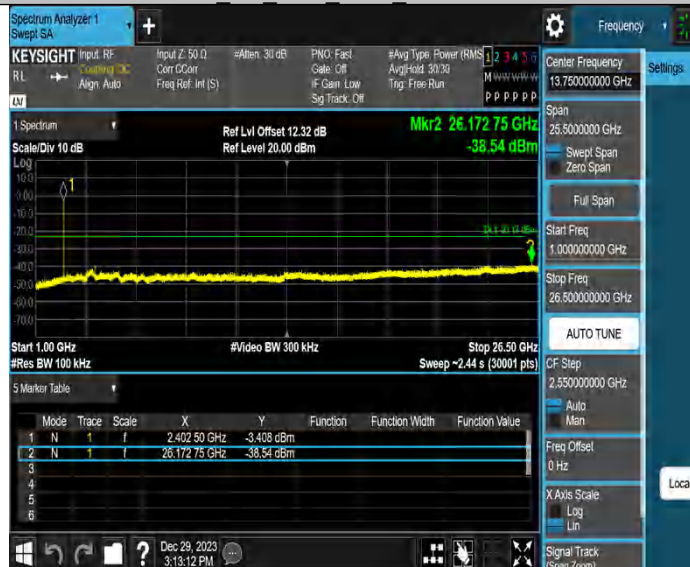 Spectrum Analyzer 1
Swept SA
+
Frequency
KEYSIGHT
RL
Input: RF
Coupling: DC
Align: Auto
Input Z: 50 Ω
Corr CCorr
Freq Ref: Int (S)
#Atten: 30 dB
PNO: Fast
Gate: Off
IF Gain: Low
Sig Track: Off
#Avg Type: Power (RMS
Avg|Hold: 30/30
Trig: Free Run
1 2 3 4 5 6
M W W W W W
P P P P P P
Center Frequency
13.750000000 GHz
Settings
Span
25.5000000 GHz
Swept Span
Zero Span
Full Span
Start Freq
1.000000000 GHz
Stop Freq
26.500000000 GHz
AUTO TUNE
CF Step
2.550000000 GHz
Auto
Man
Freq Offset
0 Hz
X Axis Scale
Log
Lin
Signal Track
(Span Zoom)
Loca
1 Spectrum
Scale/Div 10 dB
Log
Ref Lvl Offset 12.32 dB
Ref Level 20.00 dBm
Mkr2 26.172 75 GHz
-38.54 dBm
10.0
0.00
-10.0
-20.0
-30.0
-40.0
-50.0
-60.0
-70.0
1
2
Start 1.00 GHz
#Res BW 100 kHz
#Video BW 300 kHz
Stop 26.50 GHz
Sweep ~2.44 s (30001 pts)
5 Marker Table
Mode Trace Scale X Y Function Function Width Function Value
1 N 1 f 2.402 50 GHz -3.408 dBm
2 N 1 f 26.172 75 GHz -38.54 dBm
3
4
5
6
?
Dec 29, 2023
3:13:12 PM